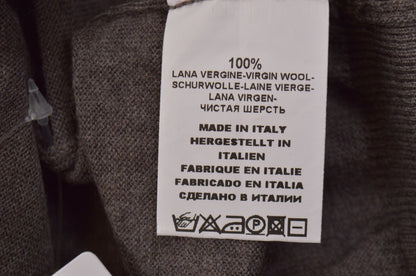 100%
LANA VERGINE-VIRGIN WOOL-
SCHURWOLLE-LAINE VIERGE-
LANA VIRGEN-
ЧИСТАЯ ШЕРСТЬ
MADE IN ITALY
HERGESTELLT IN
ITALIEN
FABRIQUE EN ITALIE
FABRICADO EN ITALIA
СДЕЛАНО В ИТАЛИИ